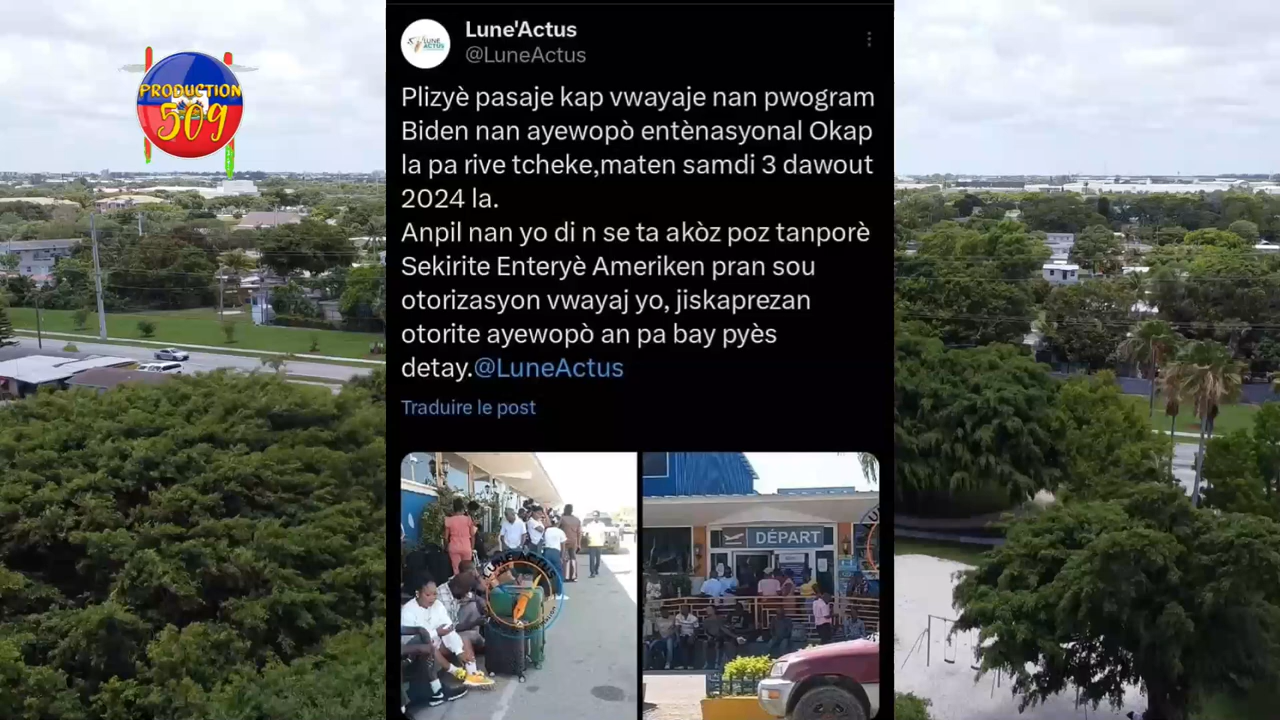 PRODUCTION
509
Lune'Actus
@LuneActus
Plizyè pasaje kap vwayaje nan pwogram
Biden nan ayewopò entènasyonal Okap
la pa rive tcheke,maten samdi 3 dawout
2024 la.
Anpil nan yo di n se ta akòz poz tanporè
Sekirite Enteryè Ameriken pran sou
otorizasyon vwayaj yo, jiskaprezan
otorite ayewopò an pa bay pyès
detay.@LuneActus
Traduire le post
DÉPART